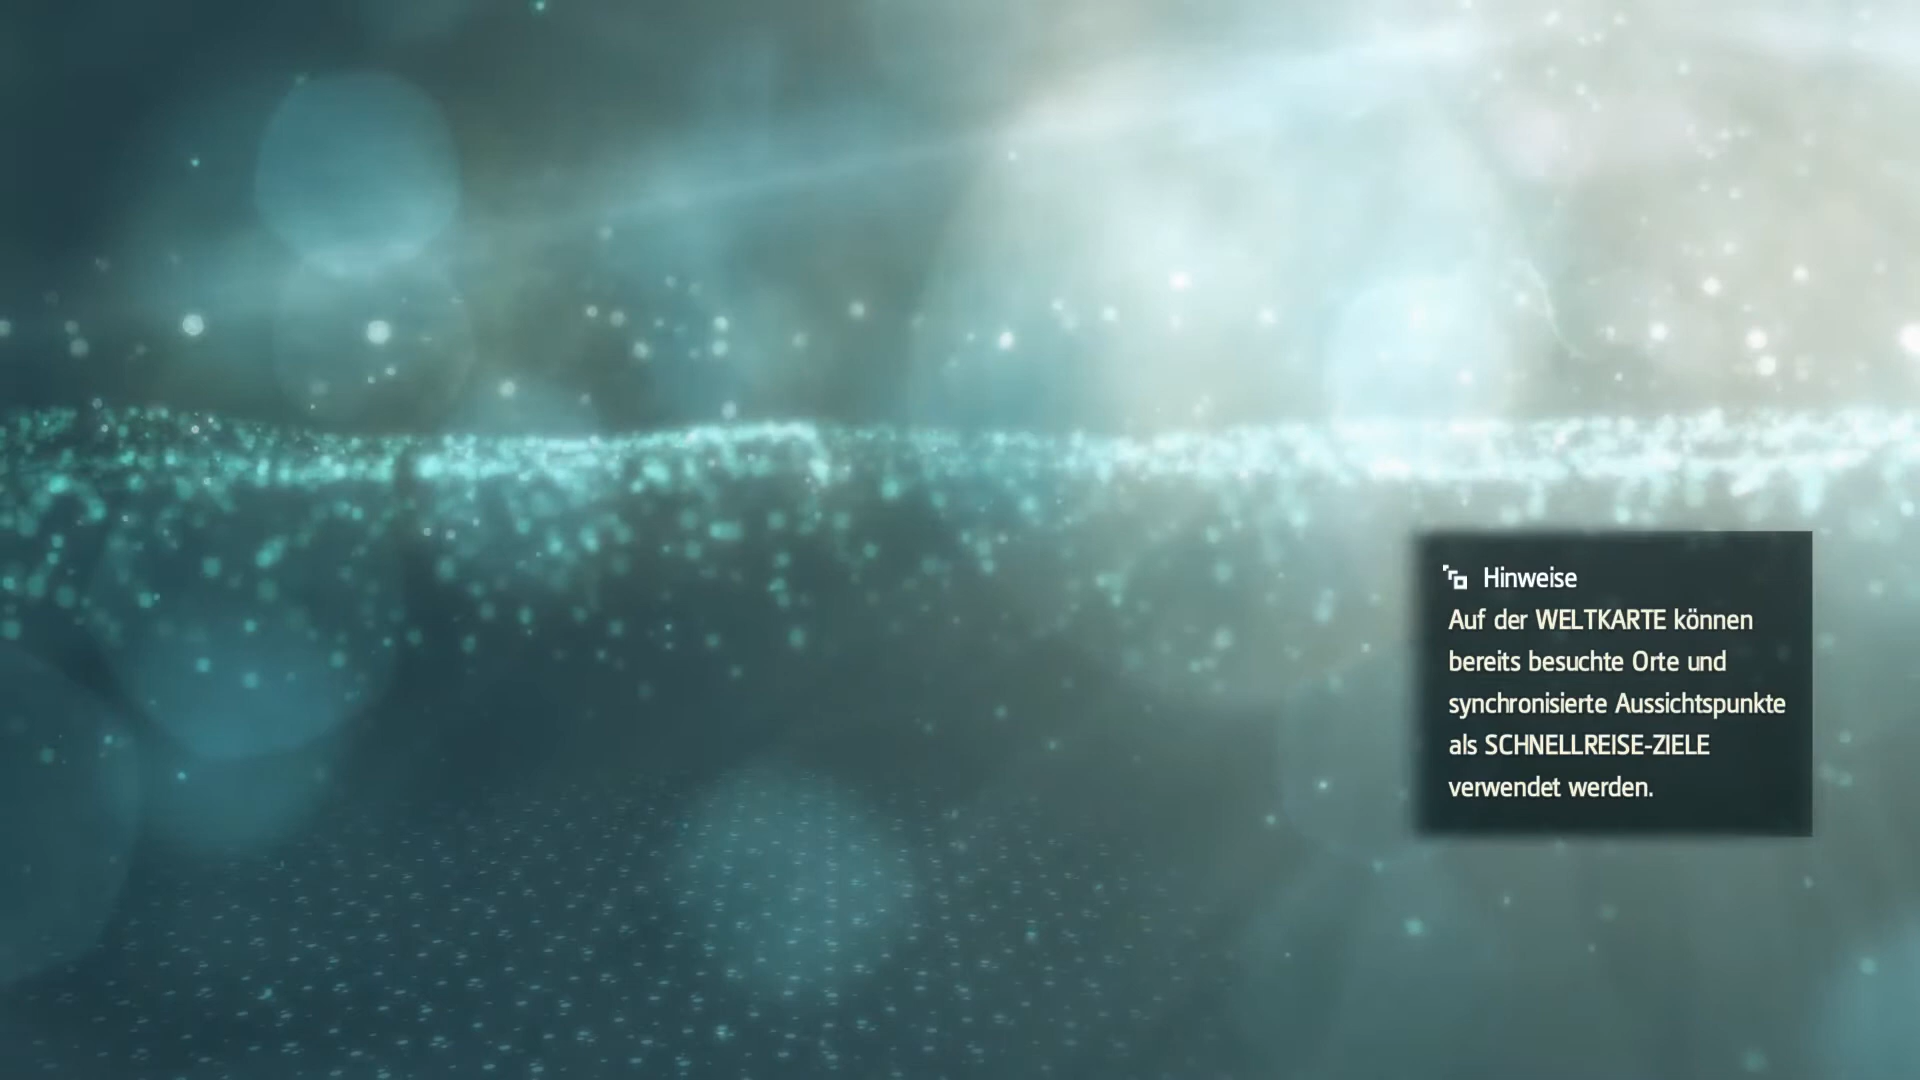 Hinweise
Auf der WELTKARTE können
bereits besuchte Orte und
synchronisierte Aussichtspunkte
als SCHNELLREISE-ZIELE
verwendet werden.